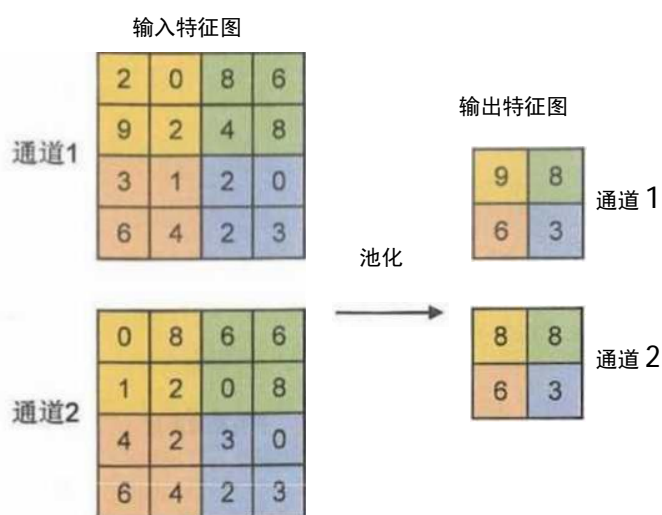 输入特征图
2 0 8 6
9 2 4 8
通道1
3 1 2 0
6 4 2 3
0 8 6 6
1 2 0 8
通道2
4 2 3 0
6 4 2 3
池化
输出特征图
9 8
通道 1
6 3
8 8
通道 2
6 3